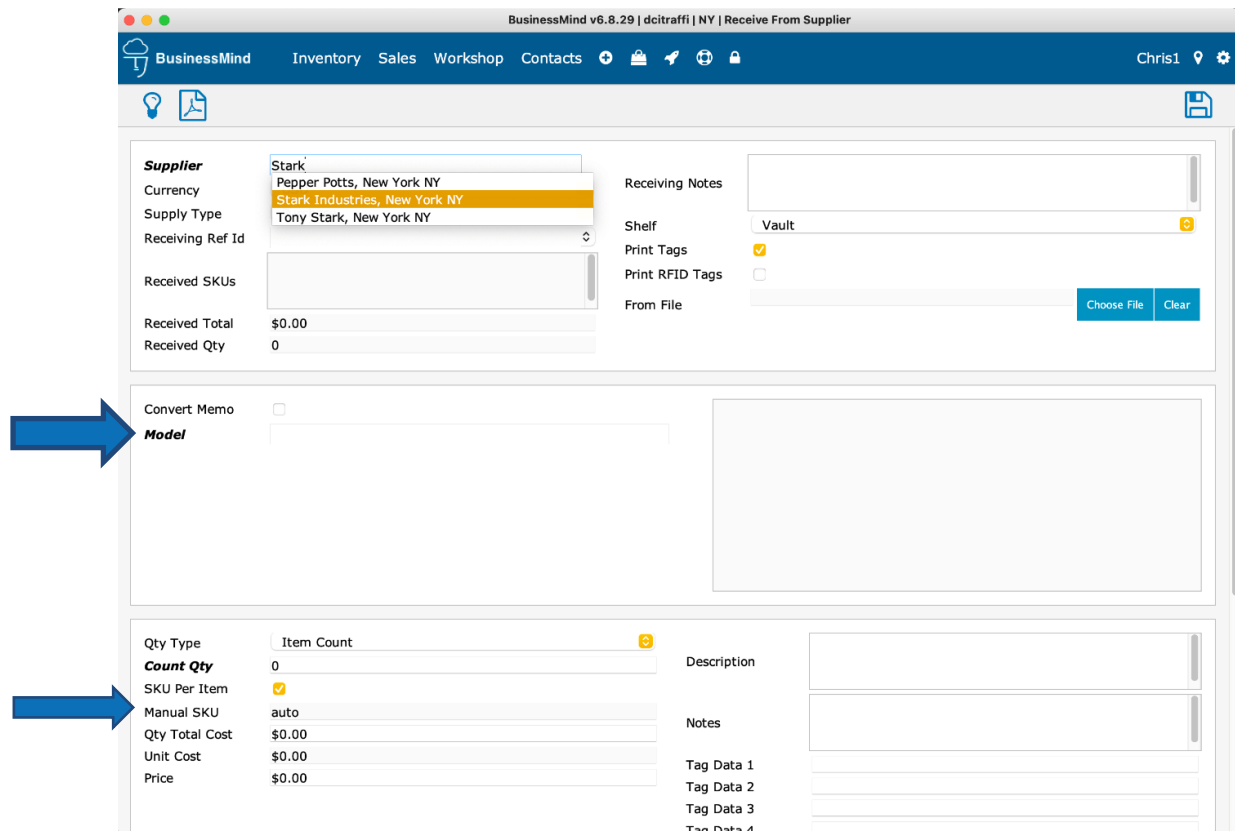 BusinessMind v6.8.29 | dcitraffi | NY | Receive From Supplier
BusinessMind Inventory Sales Workshop Contacts Chris1
Supplier Stark
Pepper Potts, New York NY
Stark Industries, New York NY
Tony Stark, New York NY
Currency
Supply Type
Receiving Ref Id
Received SKUs
Received Total $0.00
Received Qty 0
Receiving Notes
Shelf Vault
Print Tags
Print RFID Tags
From File Choose File Clear
Convert Memo
Model
Qty Type Item Count
Count Qty 0
SKU Per Item
Manual SKU auto
Qty Total Cost $0.00
Unit Cost $0.00
Price $0.00
Description
Notes
Tag Data 1
Tag Data 2
Tag Data 3
Tag Data 4